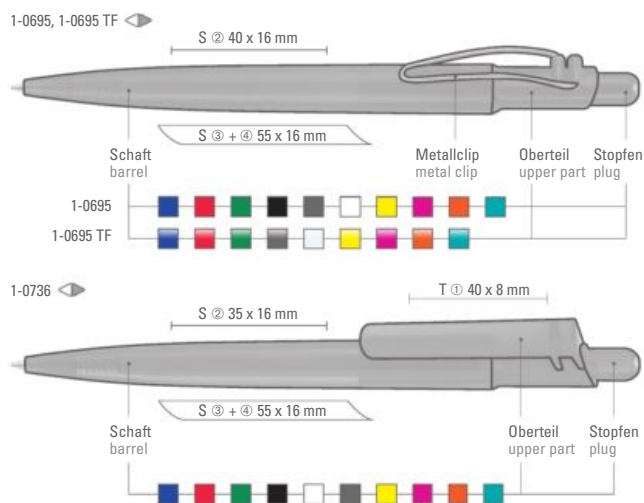 1-0695, 1-0695 TF
S ② 40 x 16 mm
S ③ + ④ 55 x 16 mm
Schaft
barrel
Metallclip
metal clip
Oberteil
upper part
Stopfen
plug
1-0695
1-0695 TF
1-0736
T ① 40 x 8 mm
S ② 35 x 16 mm
S ③ + ④ 55 x 16 mm
Schaft
barrel
Oberteil
upper part
Stopfen
plug